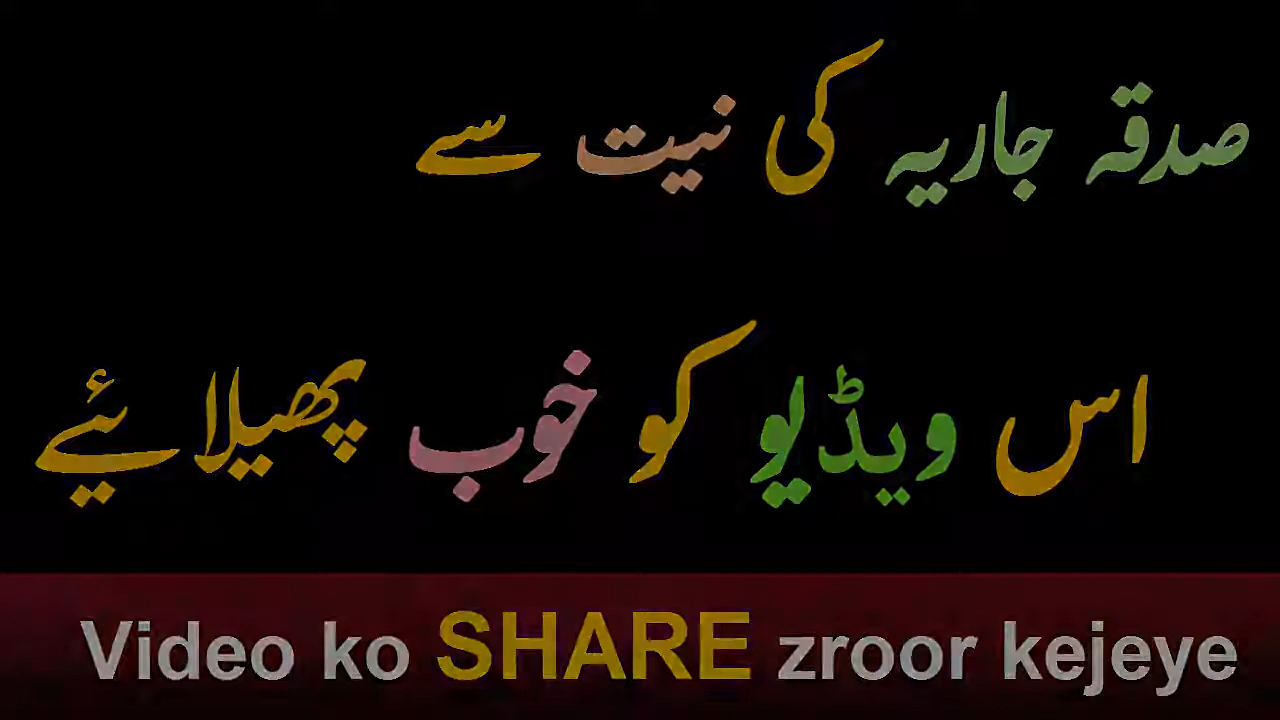 صدقہ جاریہ کی نیت سے
اس ویڈیو کو خوب پھیلائیے
Video ko SHARE zroor kejeye